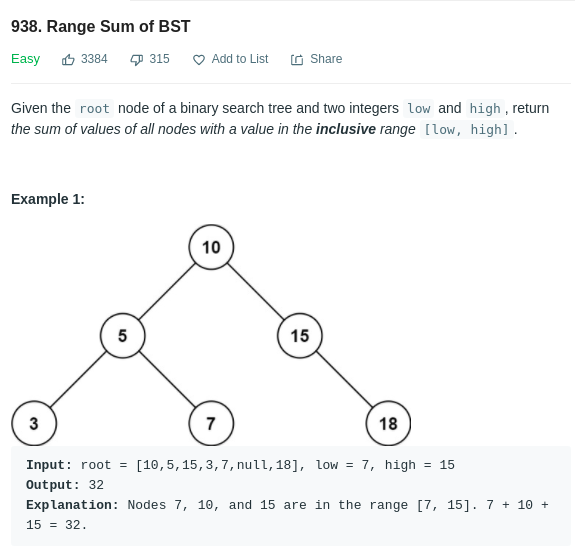 938. Range Sum of BST
Easy 3384 315 Add to List Share
Given the root node of a binary search tree and two integers low and high, return
the sum of values of all nodes with a value in the inclusive range [low, high].
Example 1:
10
5 15
3 7 18
Input: root = [10,5,15,3,7,null,18], low = 7, high = 15
Output: 32
Explanation: Nodes 7, 10, and 15 are in the range [7, 15]. 7 + 10 +
15 = 32.